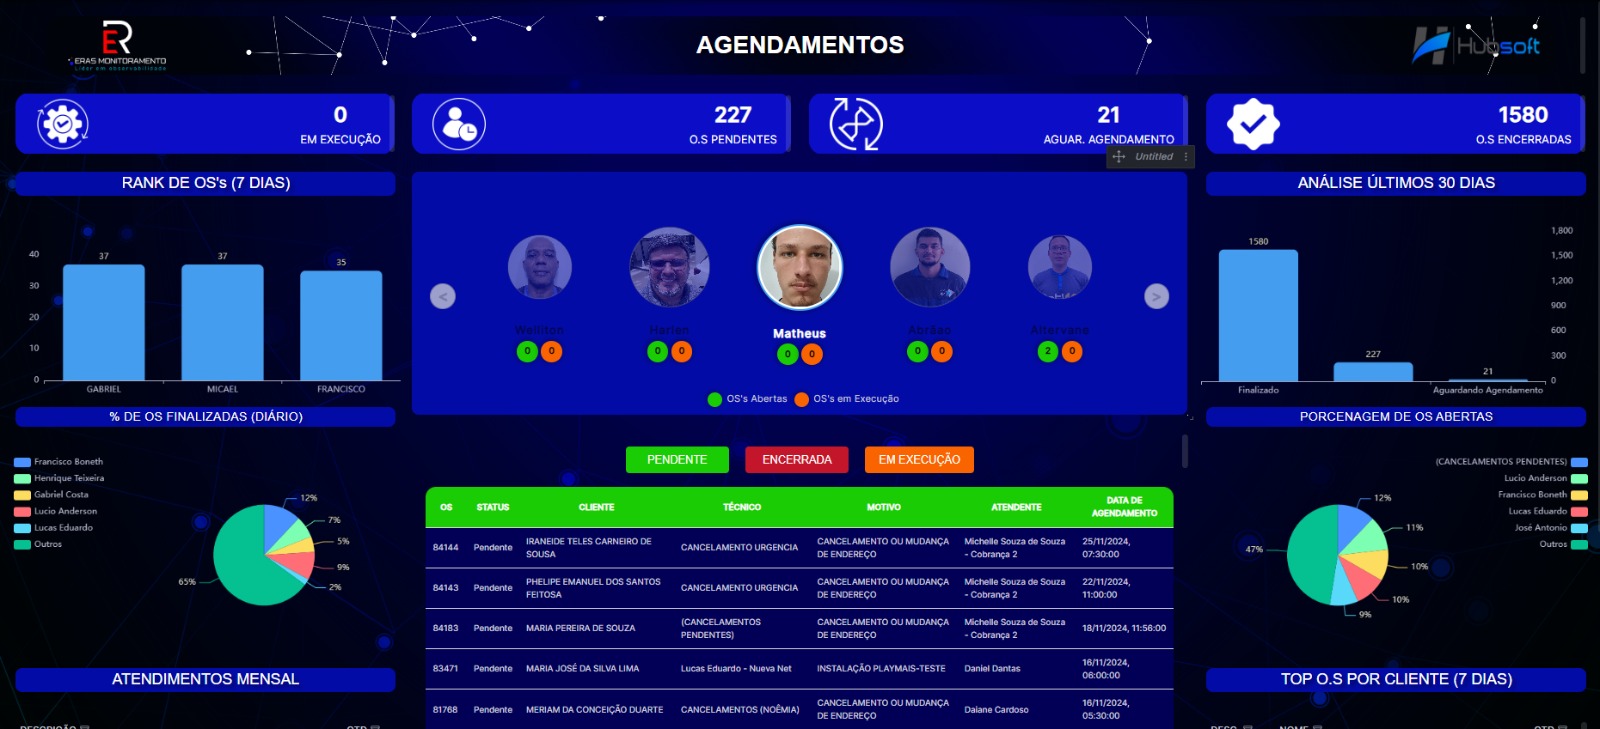 ER
ERAS MONITORAMENTO
Líder em observabilidade
AGENDAMENTOS
Hubsoft
0
EM EXECUÇÃO
227
O.S PENDENTES
21
AGUAR. AGENDAMENTO
1580
O.S ENCERRADAS
Untitled
RANK DE OS's (7 DIAS)
40
30
20
10
0
37
37
35
GABRIEL
MICAEL
FRANCISCO
<
Welliton
0 0
Harlen
0 0
Matheus
0 0
Abrãao
0 0
Altervane
2 0
>
OS's Abertas
OS's em Execução
ANÁLISE ÚLTIMOS 30 DIAS
1580
227
21
1,800
1,500
1,200
900
600
300
0
Finalizado
Aguardando Agendamento
% DE OS FINALIZADAS (DIÁRIO)
Francisco Boneth
Henrique Teixeira
Gabriel Costa
Lucio Anderson
Lucas Eduardo
Outros
12%
7%
5%
9%
2%
65%
PENDENTE
ENCERRADA
EM EXECUÇÃO
OS STATUS CLIENTE TÉCNICO MOTIVO ATENDENTE DATA DE
AGENDAMENTO
84144 Pendente IRANEIDE TELES CARNEIRO DE
SOUSA CANCELAMENTO URGENCIA CANCELAMENTO OU MUDANÇA
DE ENDEREÇO Michelle Souza de Souza
- Cobrança 2 25/11/2024,
07:30:00
84143 Pendente PHELIPE EMANUEL DOS SANTOS
FEITOSA CANCELAMENTO URGENCIA CANCELAMENTO OU MUDANÇA
DE ENDEREÇO Michelle Souza de Souza
- Cobrança 2 22/11/2024,
11:00:00
84183 Pendente MARIA PEREIRA DE SOUZA (CANCELAMENTOS
PENDENTES) CANCELAMENTO OU MUDANÇA
DE ENDEREÇO Michelle Souza de Souza
- Cobrança 2 18/11/2024, 11:56:00
83471 Pendente MARIA JOSÉ DA SILVA LIMA Lucas Eduardo - Nueva Net INSTALAÇÃO PLAYMAIS-TESTE Daniel Dantas 16/11/2024,
06:00:00
81768 Pendente MERIAM DA CONCEIÇÃO DUARTE CANCELAMENTOS (NOÊMIA) CANCELAMENTO OU MUDANÇA
DE ENDEREÇO Daiane Cardoso 16/11/2024,
05:30:00
PORCENAGEM DE OS ABERTAS
(CANCELAMENTOS PENDENTES)
Lucio Anderson
Francisco Boneth
Lucas Eduardo
José Antonio
Outros
12%
11%
10%
10%
9%
47%
ATENDIMENTOS MENSAL
DESCRIÇÃO QTD
TOP O.S POR CLIENTE (7 DIAS)
DESC. NOME QTD